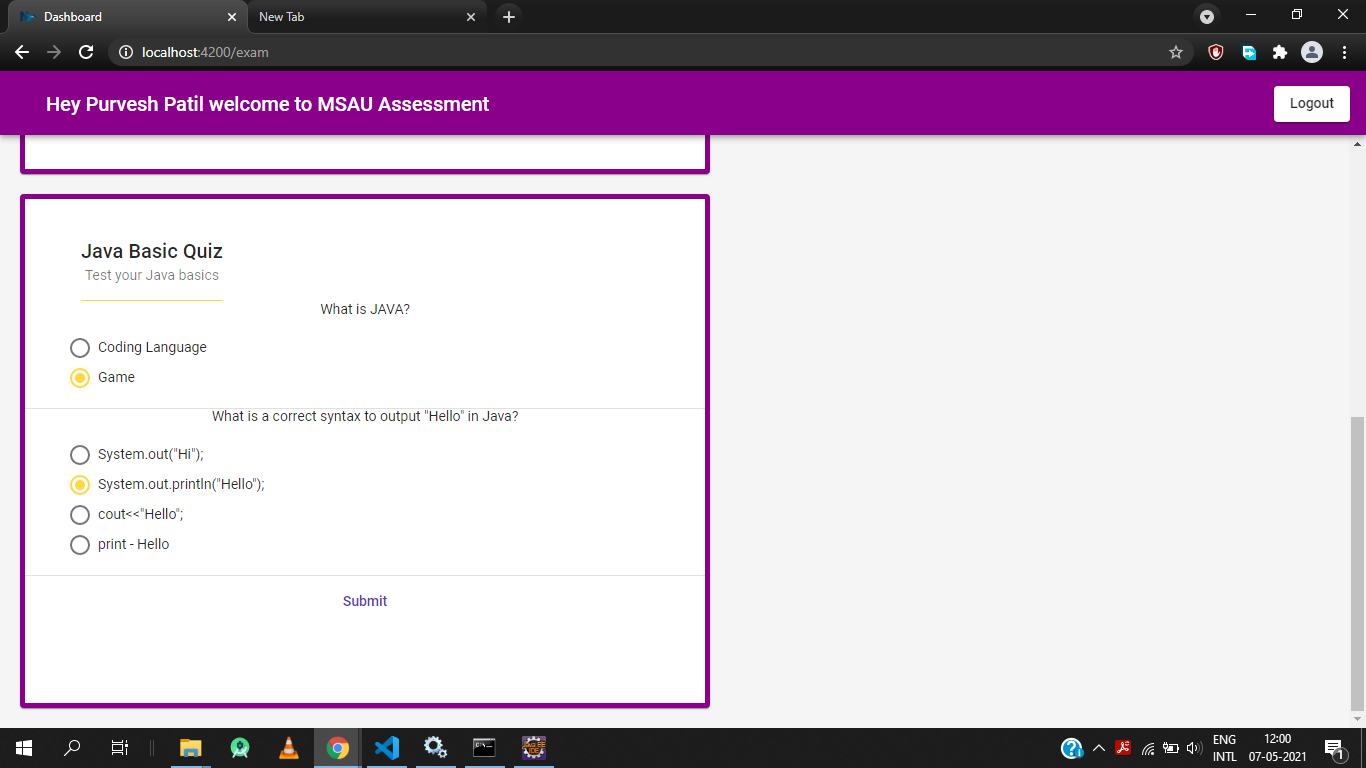 Dashboard
New Tab
localhost:4200/exam
Hey Purvesh Patil welcome to MSAU Assessment
Logout
Java Basic Quiz
Test your Java basics
What is JAVA?
Coding Language
Game
What is a correct syntax to output "Hello" in Java?
System.out("Hi");
System.out.println("Hello");
cout<<"Hello";
print - Hello
Submit
ENG
INTL
12:00
07-05-2021
1